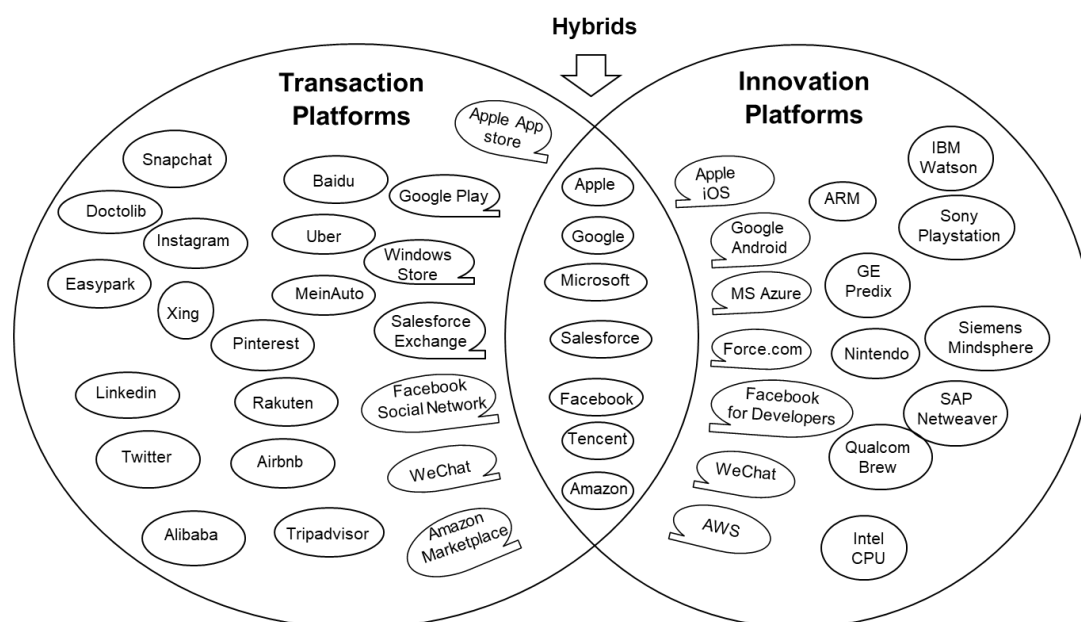 Hybrids
Transaction
Platforms
Apple App
store
Snapchat
Baidu
Google Play
Doctolib
Instagram
Uber
Windows
Store
Easypark
Xing
MeinAuto
Salesforce
Exchange
Pinterest
Linkedin
Rakuten
Facebook
Social Network
Twitter
Airbnb
WeChat
Alibaba
Tripadvisor
Amazon
Marketplace
Apple
Google
Microsoft
Salesforce
Facebook
Tencent
Amazon
Innovation
Platforms
IBM
Watson
Apple
iOS
ARM
Sony
Playstation
Google
Android
GE
Predix
MS Azure
Siemens
Mindsphere
Force.com
Nintendo
Facebook
for Developers
SAP
Netweaver
Qualcom
Brew
WeChat
AWS
Intel
CPU